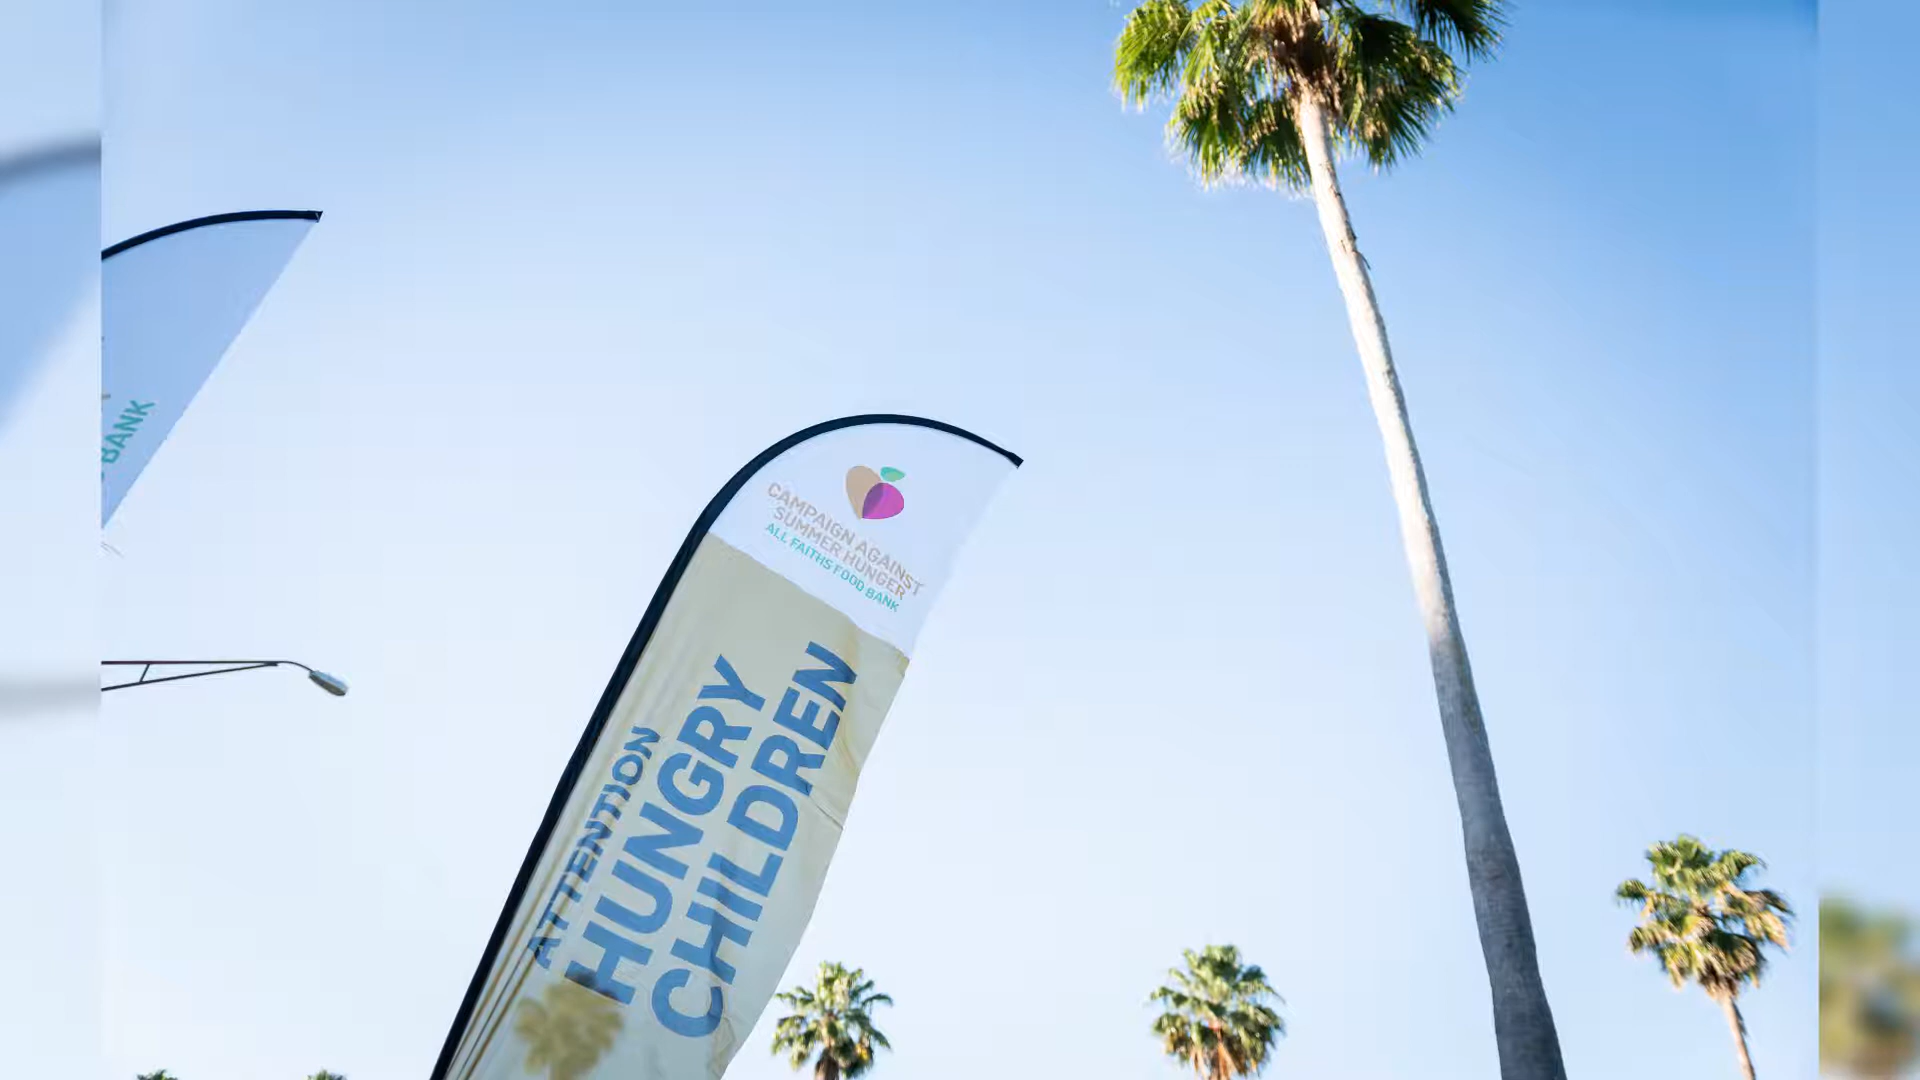 BANK
CAMPAIGN AGAINST
SUMMER HUNGER
ALL FAITHS FOOD BANK
ATTENTION
HUNGRY
CHILDREN